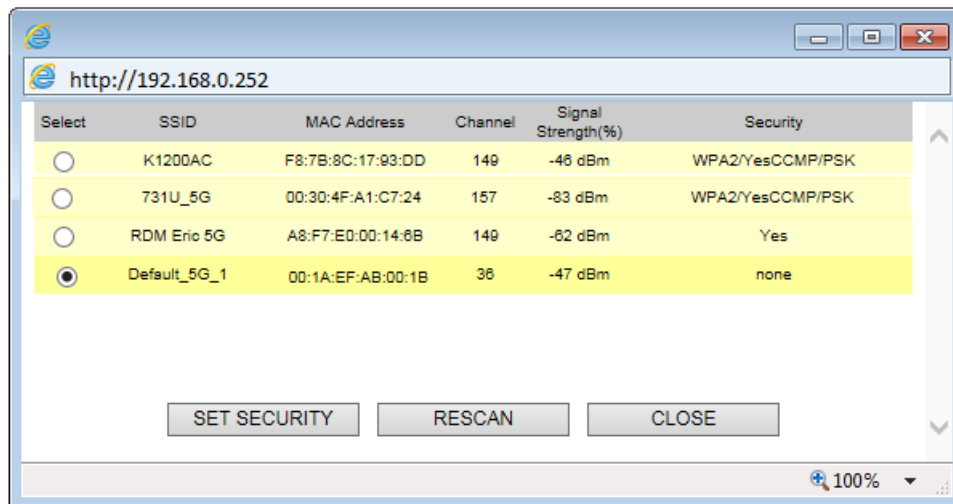 http://192.168.0.252
Select SSID MAC Address Channel Signal Strength(%) Security
K1200AC F8:7B:8C:17:93:DD 149 -46 dBm WPA2/YesCCMP/PSK
731U_5G 00:30:4F:A1:C7:24 157 -83 dBm WPA2/YesCCMP/PSK
RDM Eric 5G A8:F7:E0:00:14:6B 149 -62 dBm Yes
Default_5G_1 00:1A:EF:AB:00:1B 36 -47 dBm none
SET SECURITY RESCAN CLOSE
100%